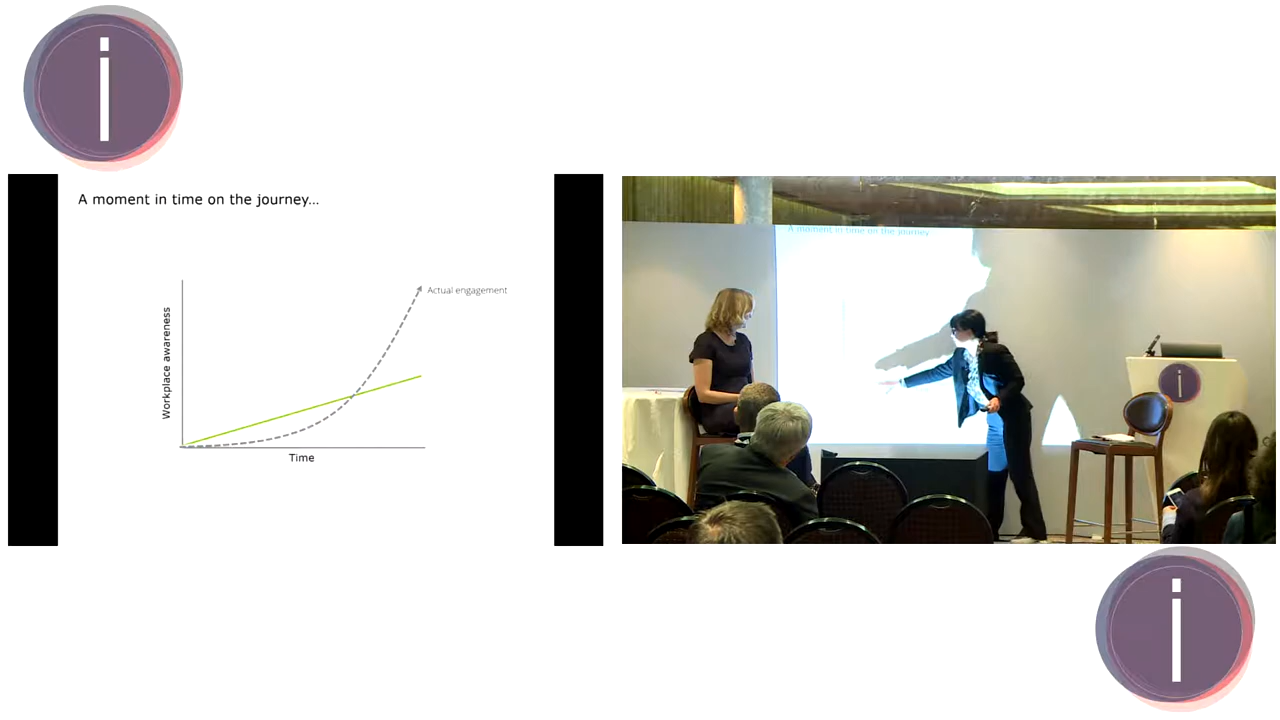 i
A moment in time on the journey...
Actual engagement
Workplace awareness
Time
A moment in time on the journey
i
i